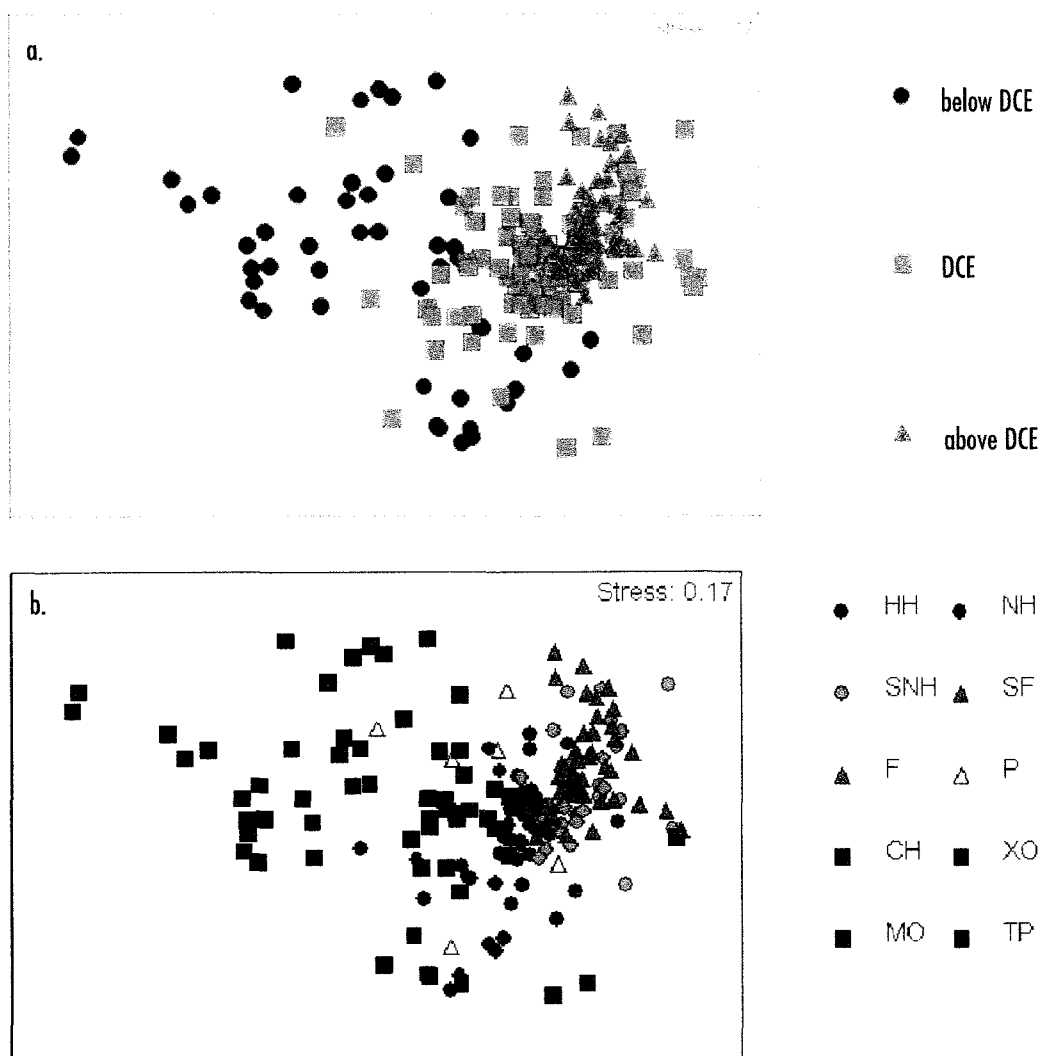 a.
below DCE
DCE
above DCE
b.
Stress: 0.17
HH NH
SNH SF
F P
CH XO
MO TP